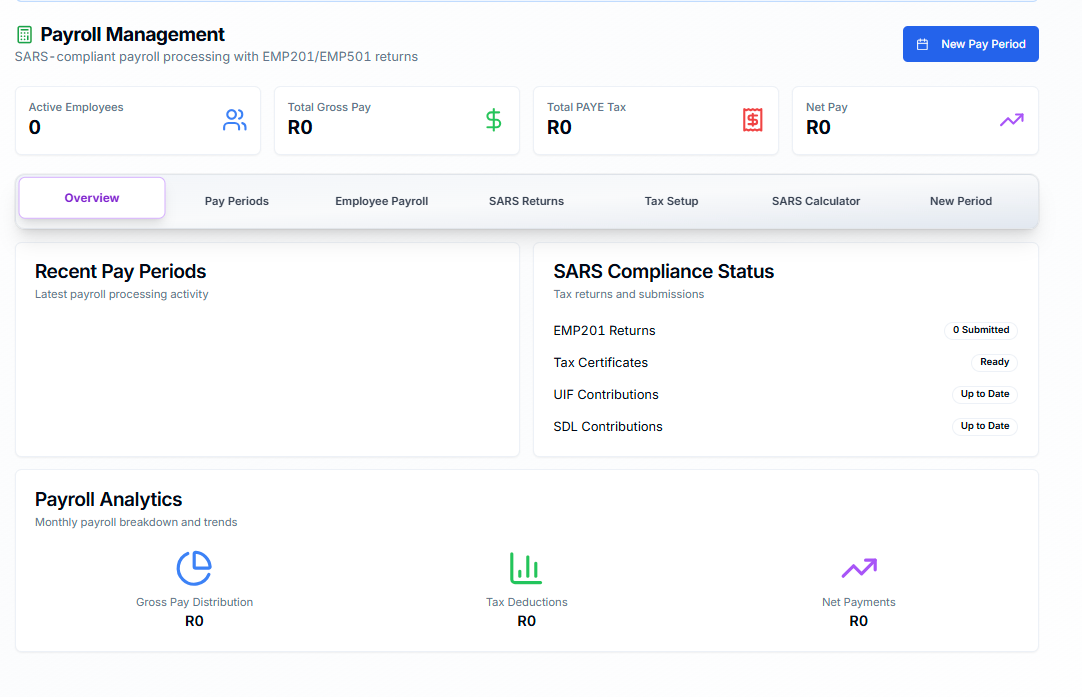 Payroll Management
SARS-compliant payroll processing with EMP201/EMP501 returns
New Pay Period
Active Employees
0
Total Gross Pay
R0
Total PAYE Tax
R0
Net Pay
R0
Overview
Pay Periods
Employee Payroll
SARS Returns
Tax Setup
SARS Calculator
New Period
Recent Pay Periods
Latest payroll processing activity
SARS Compliance Status
Tax returns and submissions
EMP201 Returns
0 Submitted
Tax Certificates
Ready
UIF Contributions
Up to Date
SDL Contributions
Up to Date
Payroll Analytics
Monthly payroll breakdown and trends
Gross Pay Distribution
R0
Tax Deductions
R0
Net Payments
R0